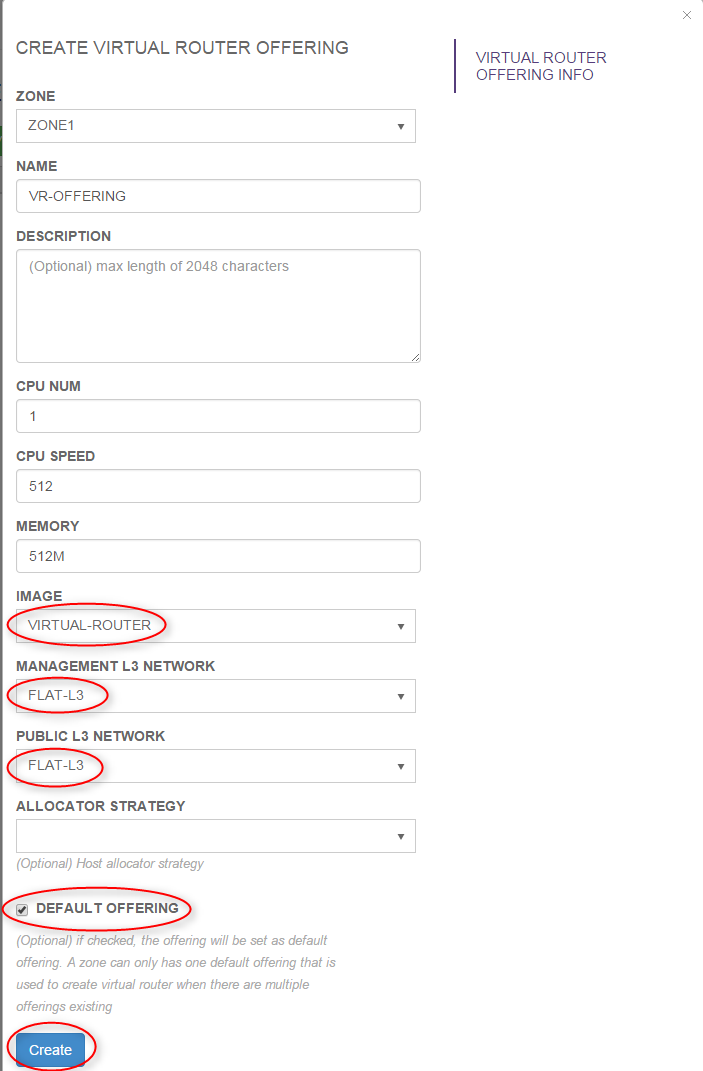 CREATE VIRTUAL ROUTER OFFERING
VIRTUAL ROUTER
OFFERING INFO
ZONE
ZONE1
NAME
VR-OFFERING
DESCRIPTION
(Optional) max length of 2048 characters
CPU NUM
1
CPU SPEED
512
MEMORY
512M
IMAGE
VIRTUAL-ROUTER
MANAGEMENT L3 NETWORK
FLAT-L3
PUBLIC L3 NETWORK
FLAT-L3
ALLOCATOR STRATEGY
(Optional) Host allocator strategy
DEFAULT OFFERING
(Optional) if checked, the offering will be set as default
offering. A zone can only has one default offering that is
used to create virtual router when there are multiple
offerings existing
Create